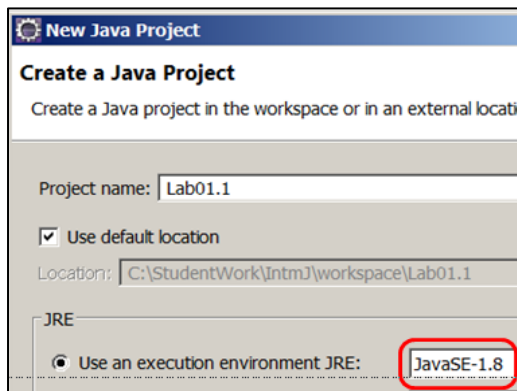 New Java Project
Create a Java Project
Create a Java project in the workspace or in an external
Project name: Lab01.1
Use default location
Location: C:\StudentWork\IntmJ\workspace\Lab01.1
JRE
Use an execution environment JRE: JavaSE-1.8